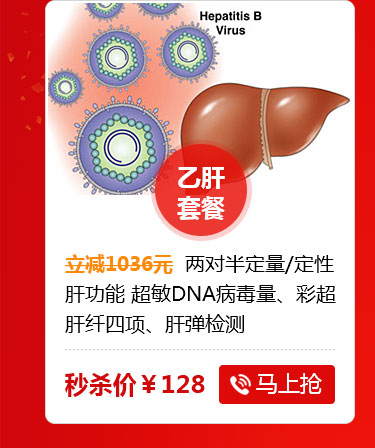 Hepatitis B
Virus
乙肝
套餐
立减1036元 两对半定量/定性
肝功能 超敏DNA病毒量、彩超
肝纤四项、肝弹检测
秒杀价￥128 马上抢